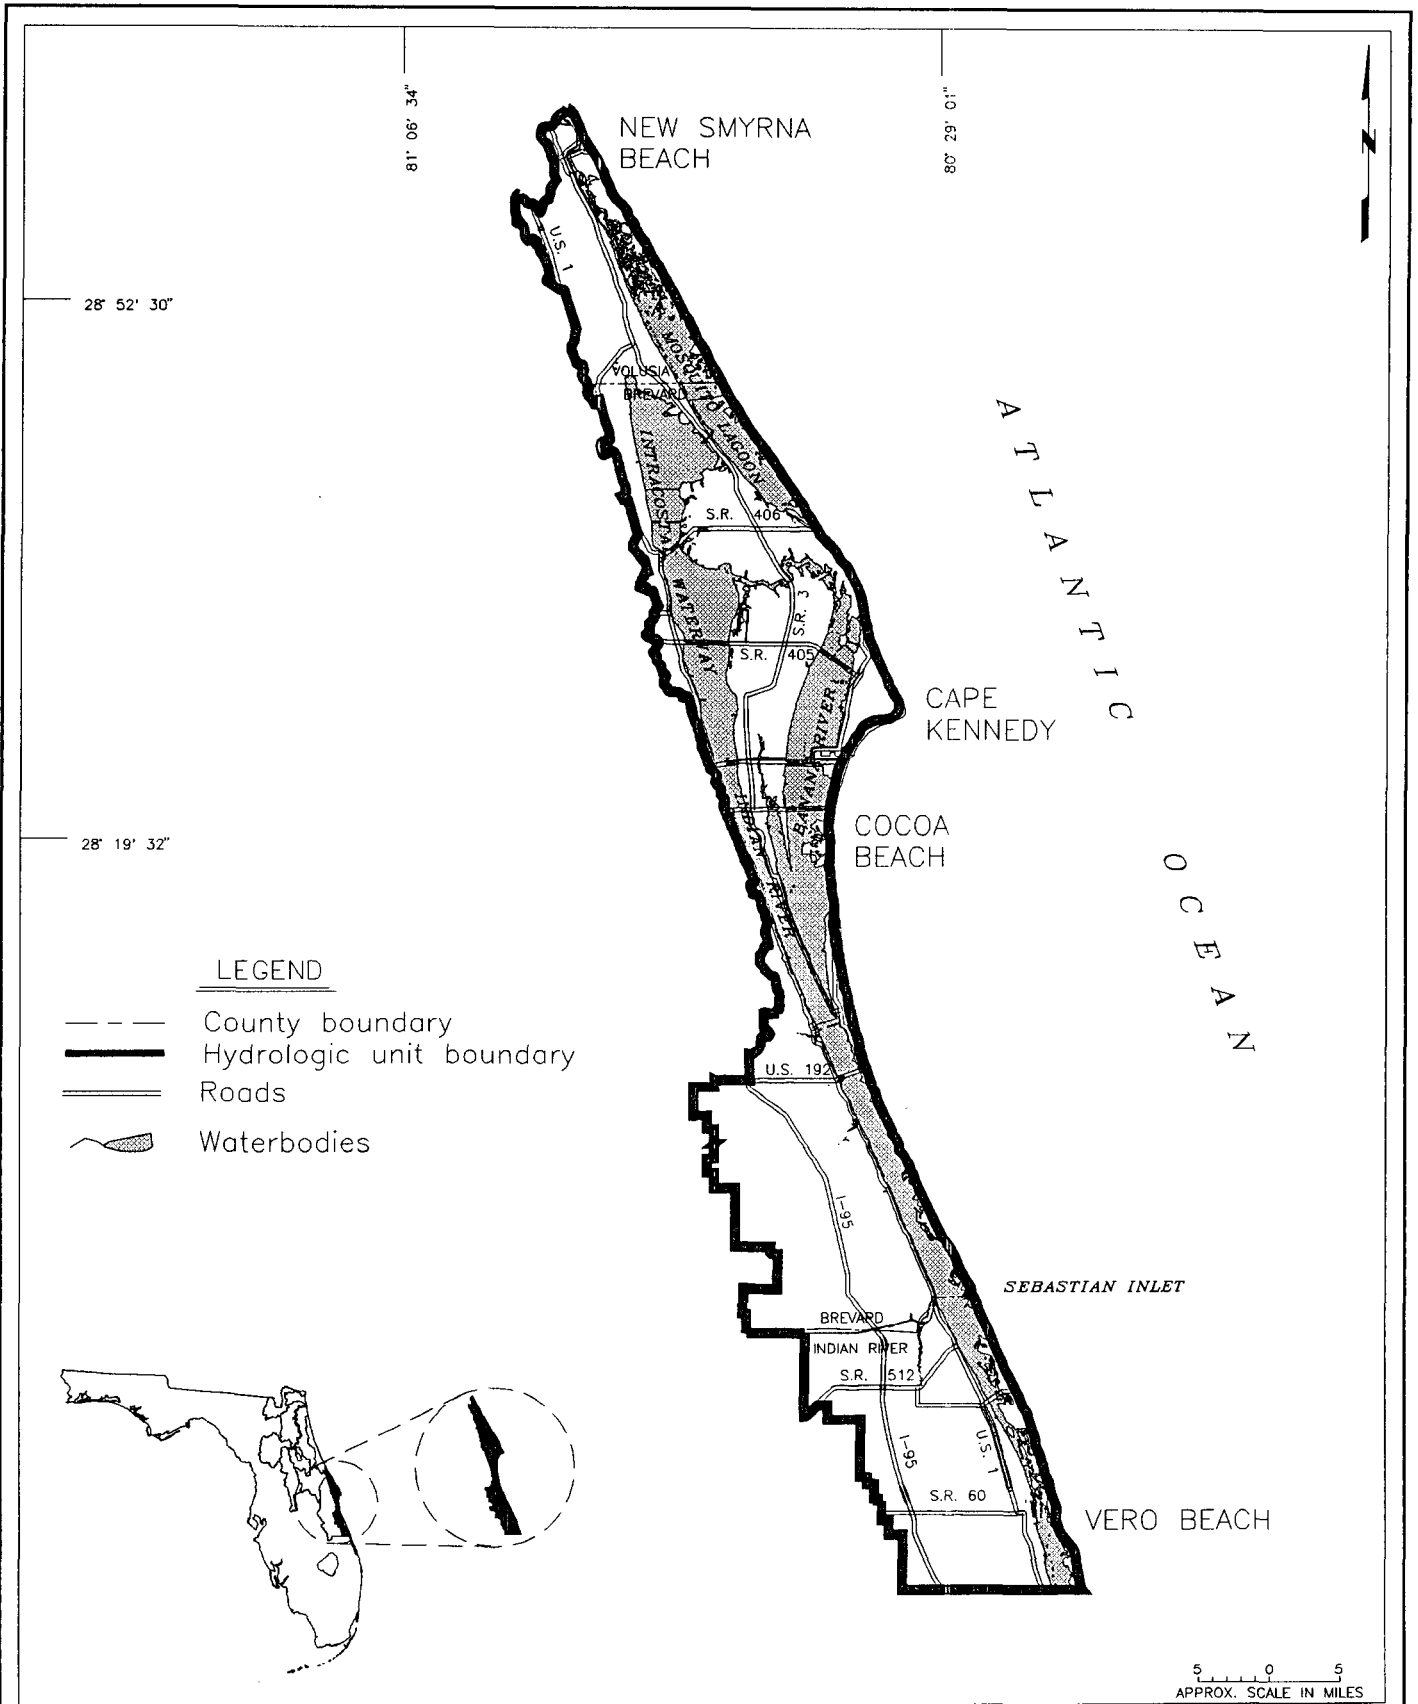 81° 06' 34"
80° 29' 01"
N
NEW SMYRNA
BEACH
U.S. 1
28° 52' 30"
MOSQUITO LAGOON
VOLUSIA
BREVARD
ATLANTIC OCEAN
INTRACOSTA WATERWAY
S.R. 406
S.R. 3
S.R. 405
CAPE
KENNEDY
BANANA RIVER
INDIAN RIVER
COCOA
BEACH
28° 19' 32"
LEGEND
County boundary
Hydrologic unit boundary
Roads
Waterbodies
U.S. 192
I-95
SEBASTIAN INLET
BREVARD
INDIAN RIVER
S.R. 512
I-95
U.S. 1
S.R. 60
VERO BEACH
5 0 5
APPROX. SCALE IN MILES